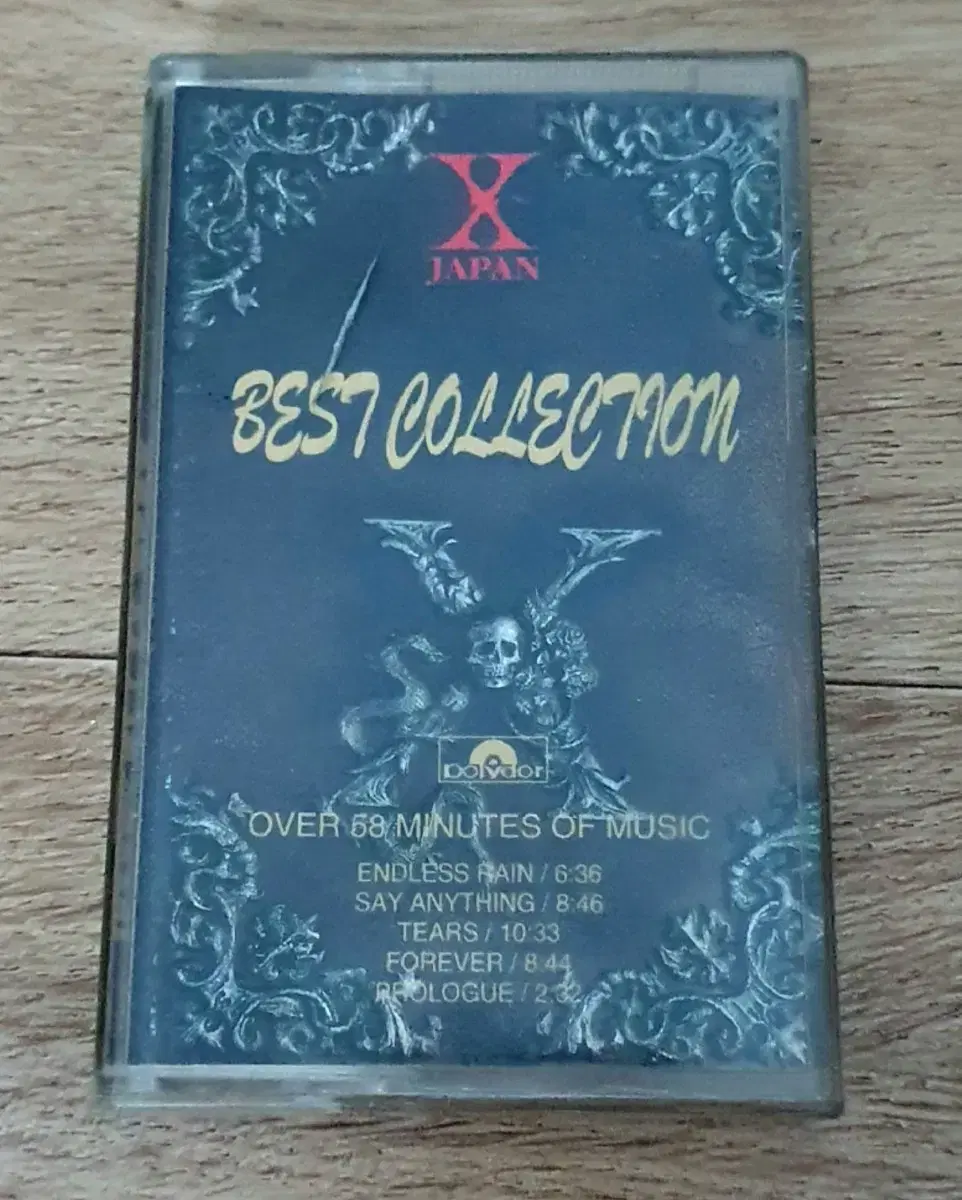 X
JAPAN
BEST COLLECTION
polydor
OVER 58 MINUTES OF MUSIC
ENDLESS RAIN / 6:36
SAY ANYTHING / 8:46
TEARS / 10:33
FOREVER / 8:44
PROLOGUE / 2:32